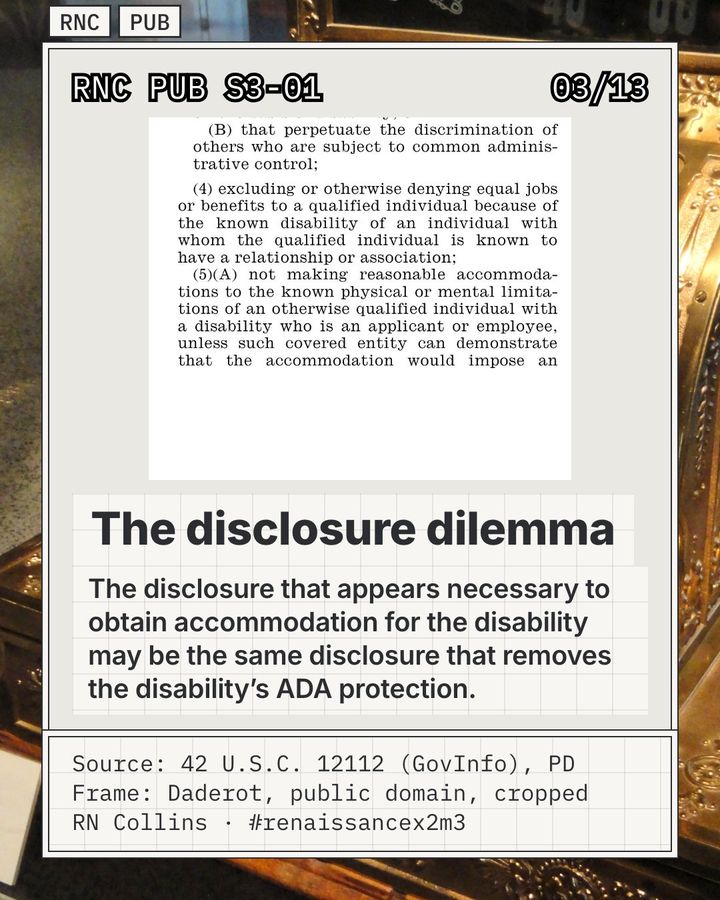 RNC PUB
RNC PUB S3-01 03/13
(B) that perpetuate the discrimination of
others who are subject to common adminis-
trative control;
(4) excluding or otherwise denying equal jobs
or benefits to a qualified individual because of
the known disability of an individual with
whom the qualified individual is known to
have a relationship or association;
(5)(A) not making reasonable accommoda-
tions to the known physical or mental limita-
tions of an otherwise qualified individual with
a disability who is an applicant or employee,
unless such covered entity can demonstrate
that the accommodation would impose an
The disclosure dilemma
The disclosure that appears necessary to
obtain accommodation for the disability
may be the same disclosure that removes
the disability’s ADA protection.
Source: 42 U.S.C. 12112 (GovInfo), PD
Frame: Daderot, public domain, cropped
RN Collins · #renaissancex2m3